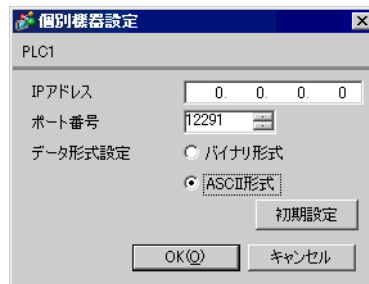 個別機器設定
PLC1
IPアドレス 0. 0. 0. 0
ポート番号 12291
データ形式設定 バイナリ形式
ASCII形式
初期設定
OK(O) キャンセル